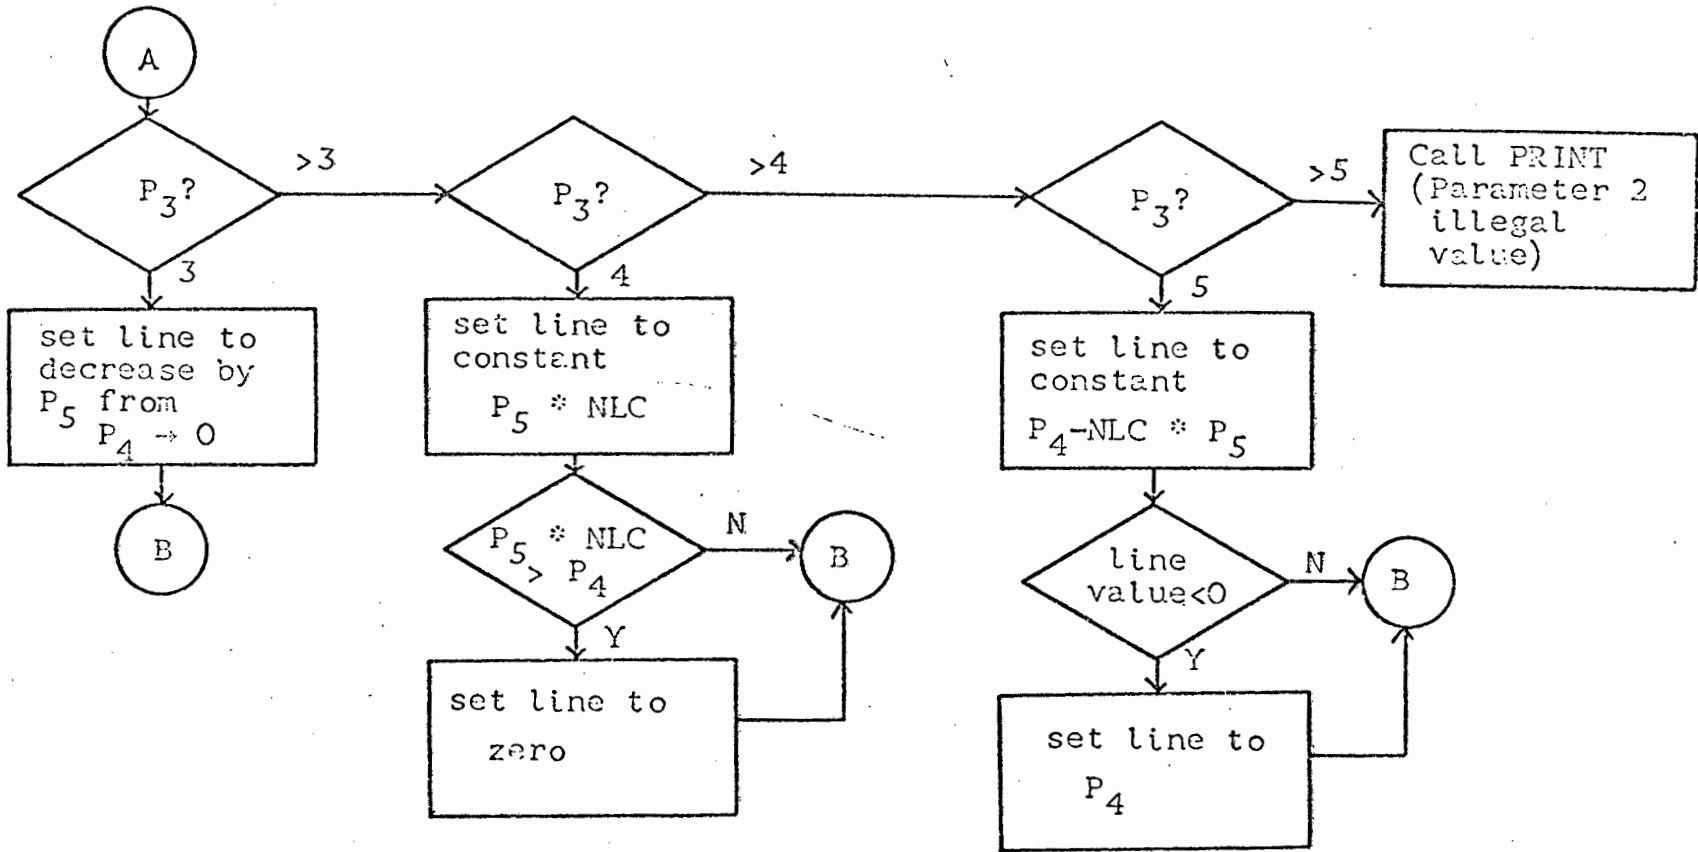 A
P3?
>3
3
P3?
>4
4
P3?
>5
5
Call PRINT
(Parameter 2
illegal
value)
set line to
decrease by
P5 from
P4 → 0
B
set line to
constant
P5 * NLC
P5 * NLC
> P4
N
B
Y
set line to
zero
set line to
constant
P4-NLC * P5
line
value<0
N
B
Y
set line to
P4